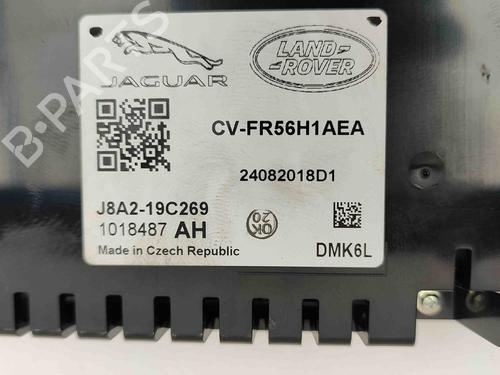 JAGUAR
LAND
ROVER
CV-FR56H1AEA
24082018D1
J8A2-19C269
1018487 AH
Made in Czech Republic
OK
20
DMK6L
B-PARTS